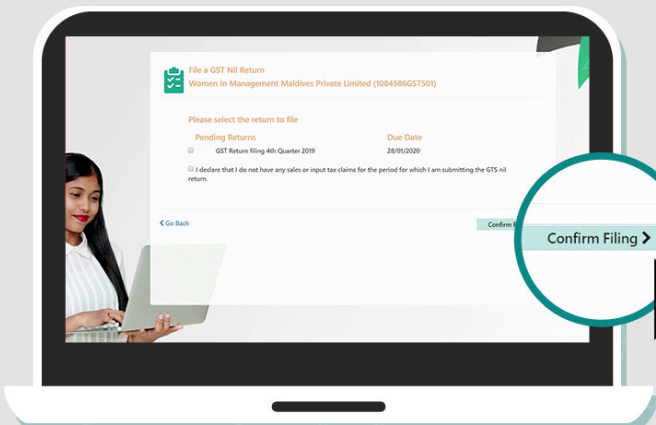 File a GST Nil Return
Women In Management Maldives Private Limited (1084986GST501)
Please select the return to file
Pending Returns Due Date
GST Return filing 4th Quarter 2019 28/01/2020
I declare that I do not have any sales or input tax claims for the period for which I am submitting the GTS nil
return.
Go Back
Confirm
Confirm Filing